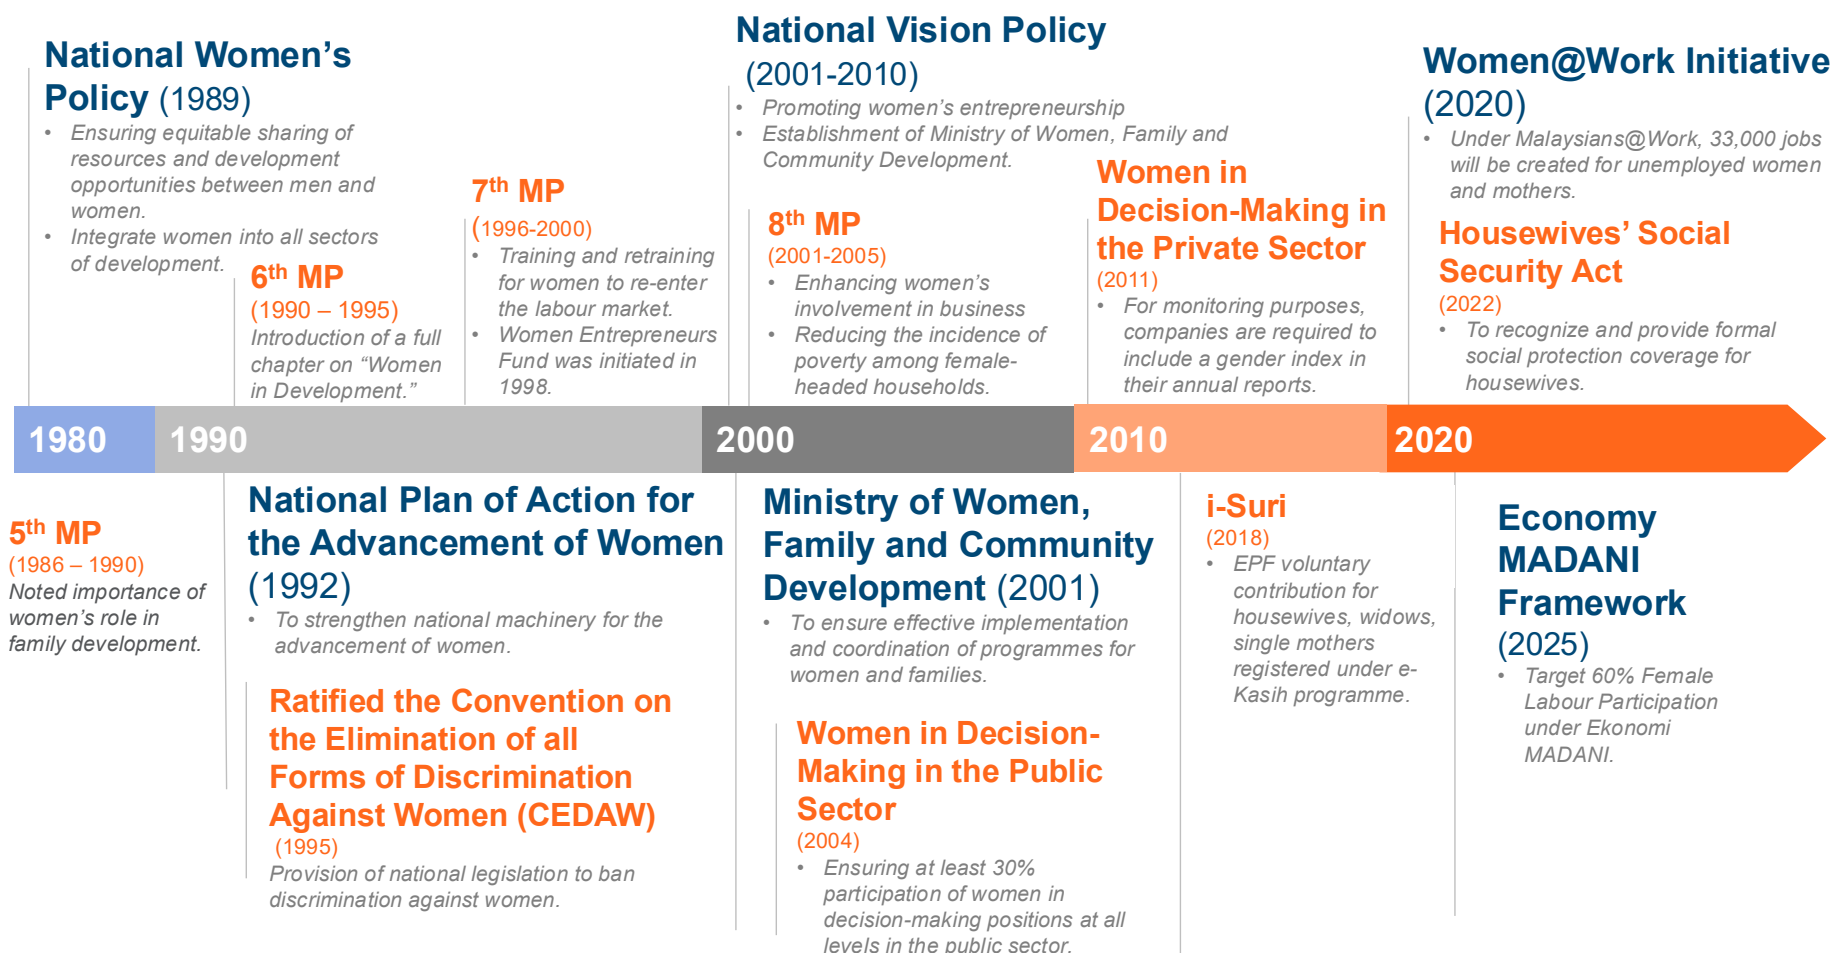 National Women's
Policy (1989)
• Ensuring equitable sharing of
resources and development
opportunities between men and
women.
• Integrate women into all sectors
of development.
6th MP
(1990 – 1995)
Introduction of a full
chapter on “Women
in Development.”
7th MP
(1996-2000)
• Training and retraining
for women to re-enter
the labour market.
• Women Entrepreneurs
Fund was initiated in
1998.
National Vision Policy
(2001-2010)
• Promoting women's entrepreneurship
• Establishment of Ministry of Women, Family and
Community Development.
8th MP
(2001-2005)
• Enhancing women's
involvement in business
• Reducing the incidence of
poverty among female-
headed households.
Women in
Decision-Making in
the Private Sector
(2011)
• For monitoring purposes,
companies are required to
include a gender index in
their annual reports.
Women@Work Initiative
(2020)
• Under Malaysians@Work, 33,000 jobs
will be created for unemployed women
and mothers.
Housewives' Social
Security Act
(2022)
• To recognize and provide formal
social protection coverage for
housewives.
1980
1990
2000
2010
2020
5th MP
(1986 – 1990)
Noted importance of
women's role in
family development.
National Plan of Action for
the Advancement of Women
(1992)
• To strengthen national machinery for the
advancement of women.
Ratified the Convention on
the Elimination of all
Forms of Discrimination
Against Women (CEDAW)
(1995)
Provision of national legislation to ban
discrimination against women.
Ministry of Women,
Family and Community
Development (2001)
• To ensure effective implementation
and coordination of programmes for
women and families.
Women in Decision-
Making in the Public
Sector
(2004)
• Ensuring at least 30%
participation of women in
decision-making positions at all
levels in the public sector.
i-Suri
(2018)
• EPF voluntary
contribution for
housewives, widows,
single mothers
registered under e-
Kasih programme.
Economy
MADANI
Framework
(2025)
• Target 60% Female
Labour Participation
under Ekonomi
MADANI.